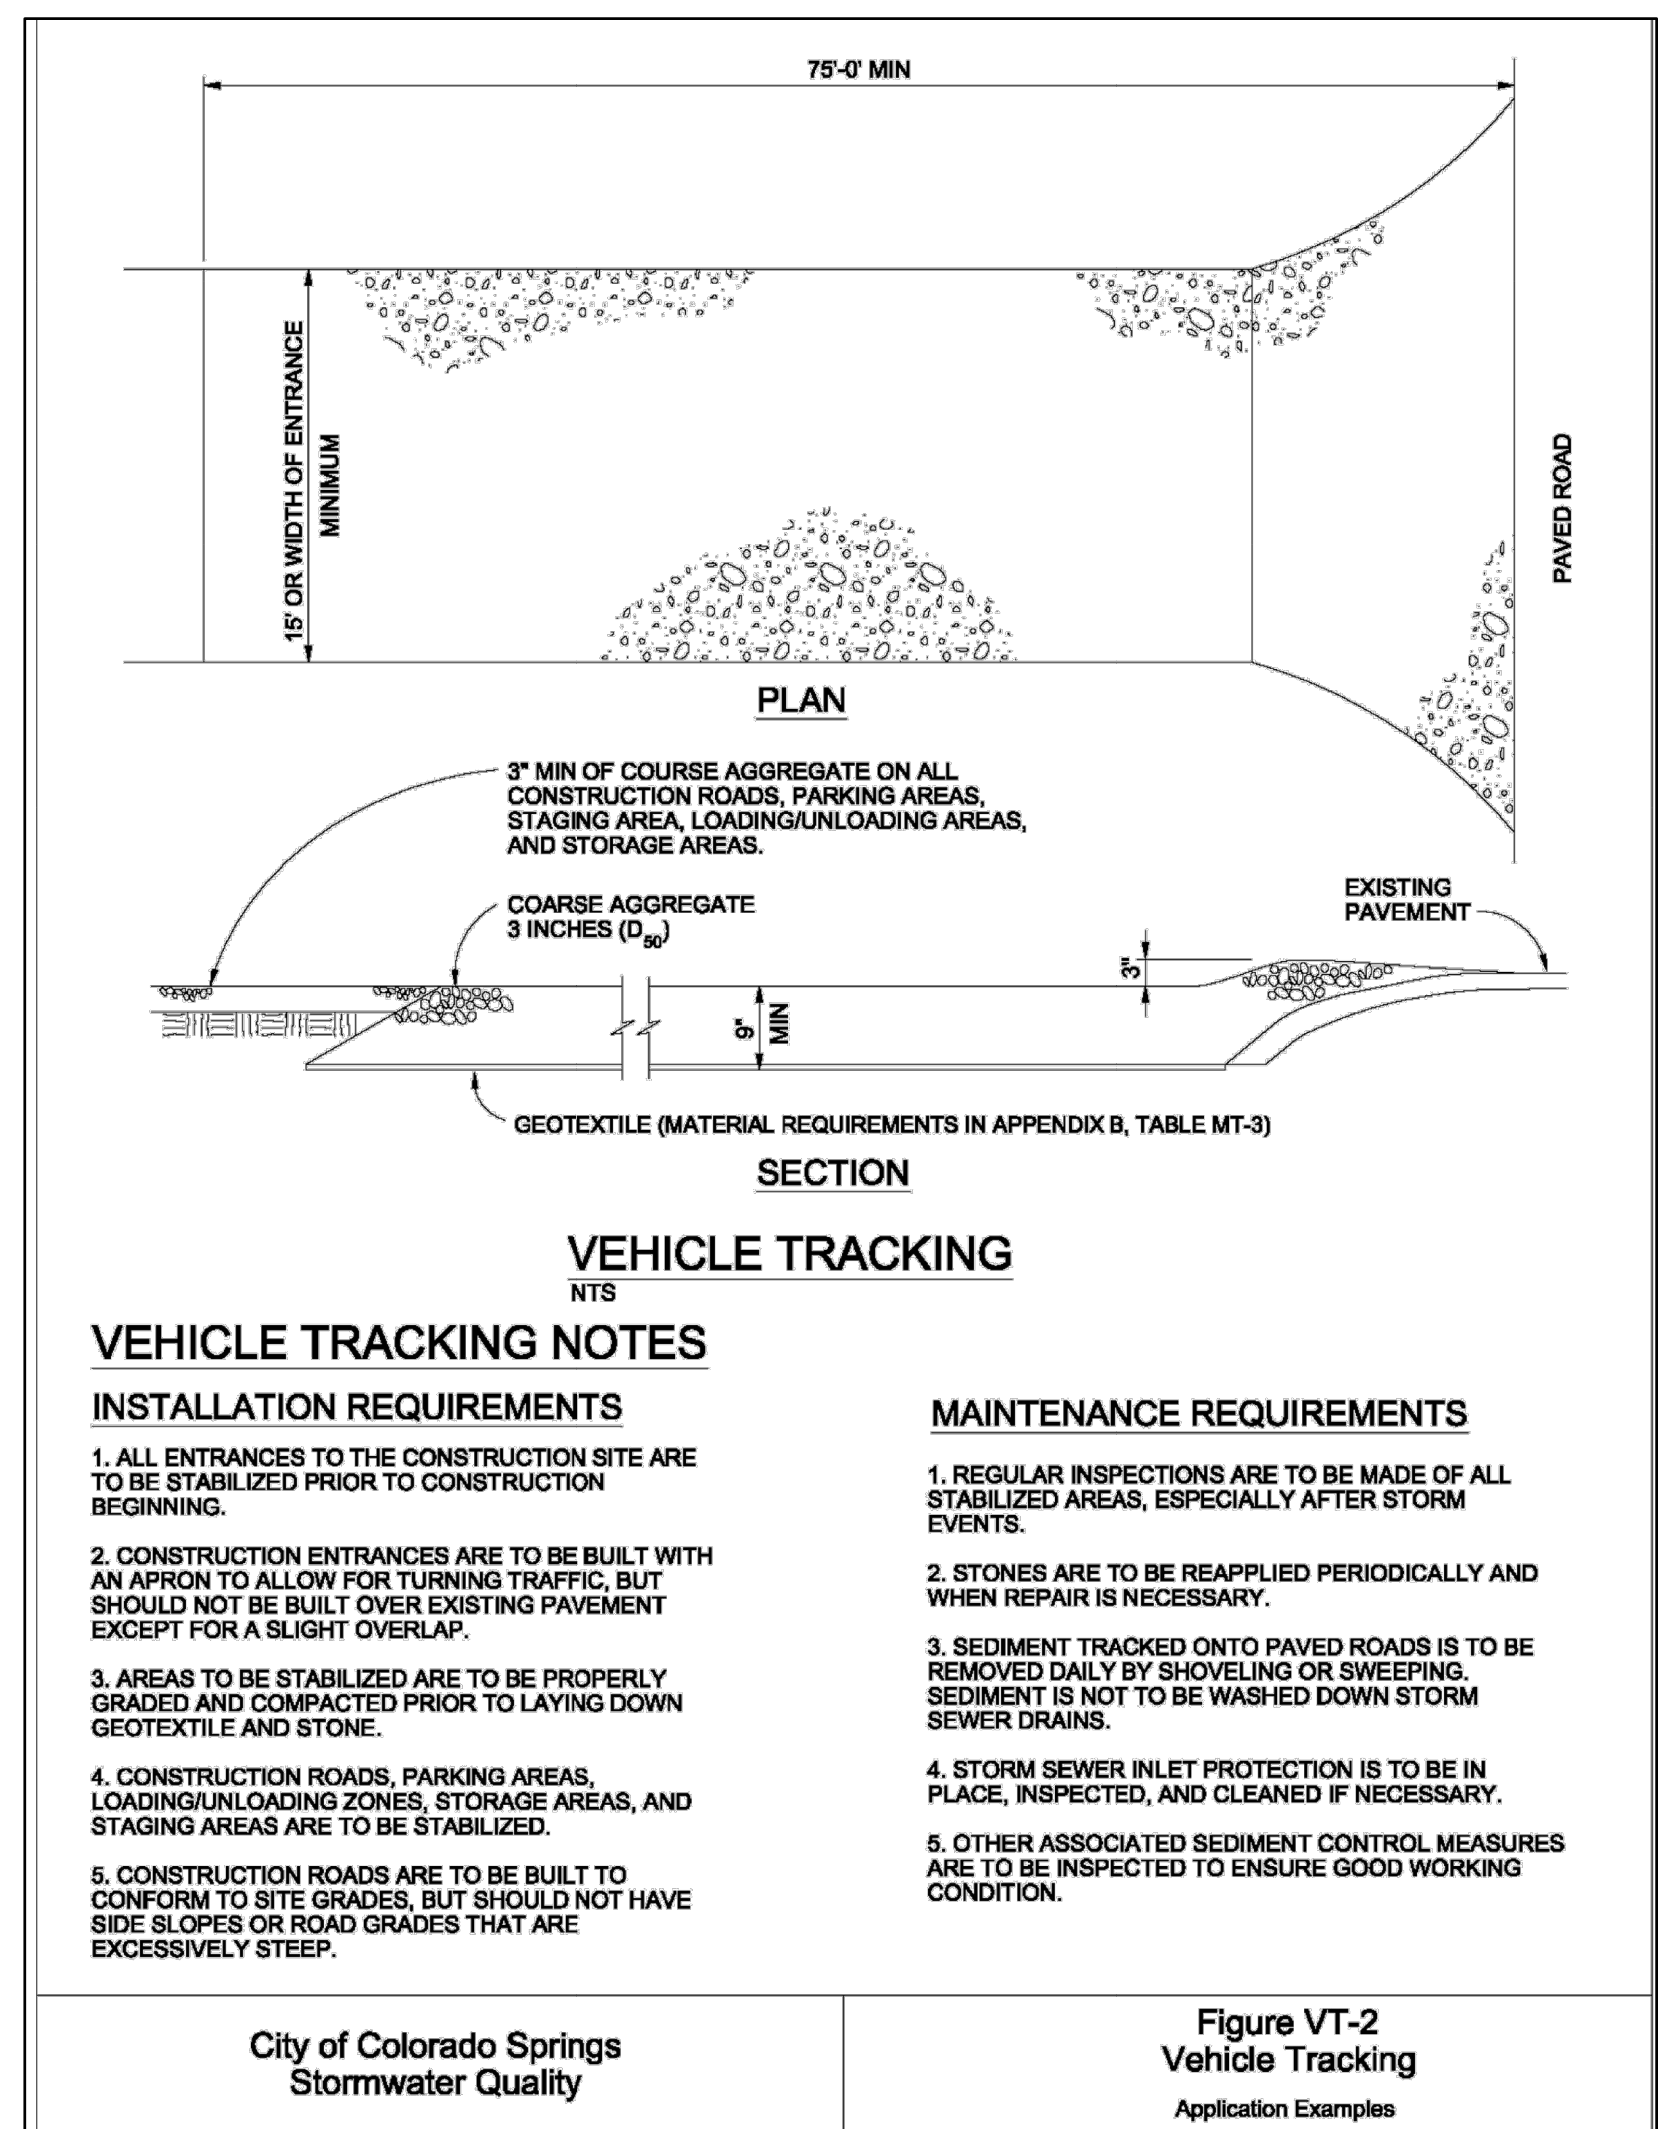 75'-0' MIN
15' OR WIDTH OF ENTRANCE
MINIMUM
PAVED ROAD
PLAN
3" MIN OF COURSE AGGREGATE ON ALL
CONSTRUCTION ROADS, PARKING AREAS,
STAGING AREA, LOADING/UNLOADING AREAS,
AND STORAGE AREAS.
COARSE AGGREGATE
3 INCHES (D50)
EXISTING
PAVEMENT
3"
9"
MIN
GEOTEXTILE (MATERIAL REQUIREMENTS IN APPENDIX B, TABLE MT-3)
SECTION
VEHICLE TRACKING
NTS
VEHICLE TRACKING NOTES
INSTALLATION REQUIREMENTS
1. ALL ENTRANCES TO THE CONSTRUCTION SITE ARE
TO BE STABILIZED PRIOR TO CONSTRUCTION
BEGINNING.
2. CONSTRUCTION ENTRANCES ARE TO BE BUILT WITH
AN APRON TO ALLOW FOR TURNING TRAFFIC, BUT
SHOULD NOT BE BUILT OVER EXISTING PAVEMENT
EXCEPT FOR A SLIGHT OVERLAP.
3. AREAS TO BE STABILIZED ARE TO BE PROPERLY
GRADED AND COMPACTED PRIOR TO LAYING DOWN
GEOTEXTILE AND STONE.
4. CONSTRUCTION ROADS, PARKING AREAS,
LOADING/UNLOADING ZONES, STORAGE AREAS, AND
STAGING AREAS ARE TO BE STABILIZED.
5. CONSTRUCTION ROADS ARE TO BE BUILT TO
CONFORM TO SITE GRADES, BUT SHOULD NOT HAVE
SIDE SLOPES OR ROAD GRADES THAT ARE
EXCESSIVELY STEEP.
MAINTENANCE REQUIREMENTS
1. REGULAR INSPECTIONS ARE TO BE MADE OF ALL
STABILIZED AREAS, ESPECIALLY AFTER STORM
EVENTS.
2. STONES ARE TO BE REAPPLIED PERIODICALLY AND
WHEN REPAIR IS NECESSARY.
3. SEDIMENT TRACKED ONTO PAVED ROADS IS TO BE
REMOVED DAILY BY SHOVELING OR SWEEPING.
SEDIMENT IS NOT TO BE WASHED DOWN STORM
SEWER DRAINS.
4. STORM SEWER INLET PROTECTION IS TO BE IN
PLACE, INSPECTED, AND CLEANED IF NECESSARY.
5. OTHER ASSOCIATED SEDIMENT CONTROL MEASURES
ARE TO BE INSPECTED TO ENSURE GOOD WORKING
CONDITION.
City of Colorado Springs
Stormwater Quality
Figure VT-2
Vehicle Tracking
Application Examples